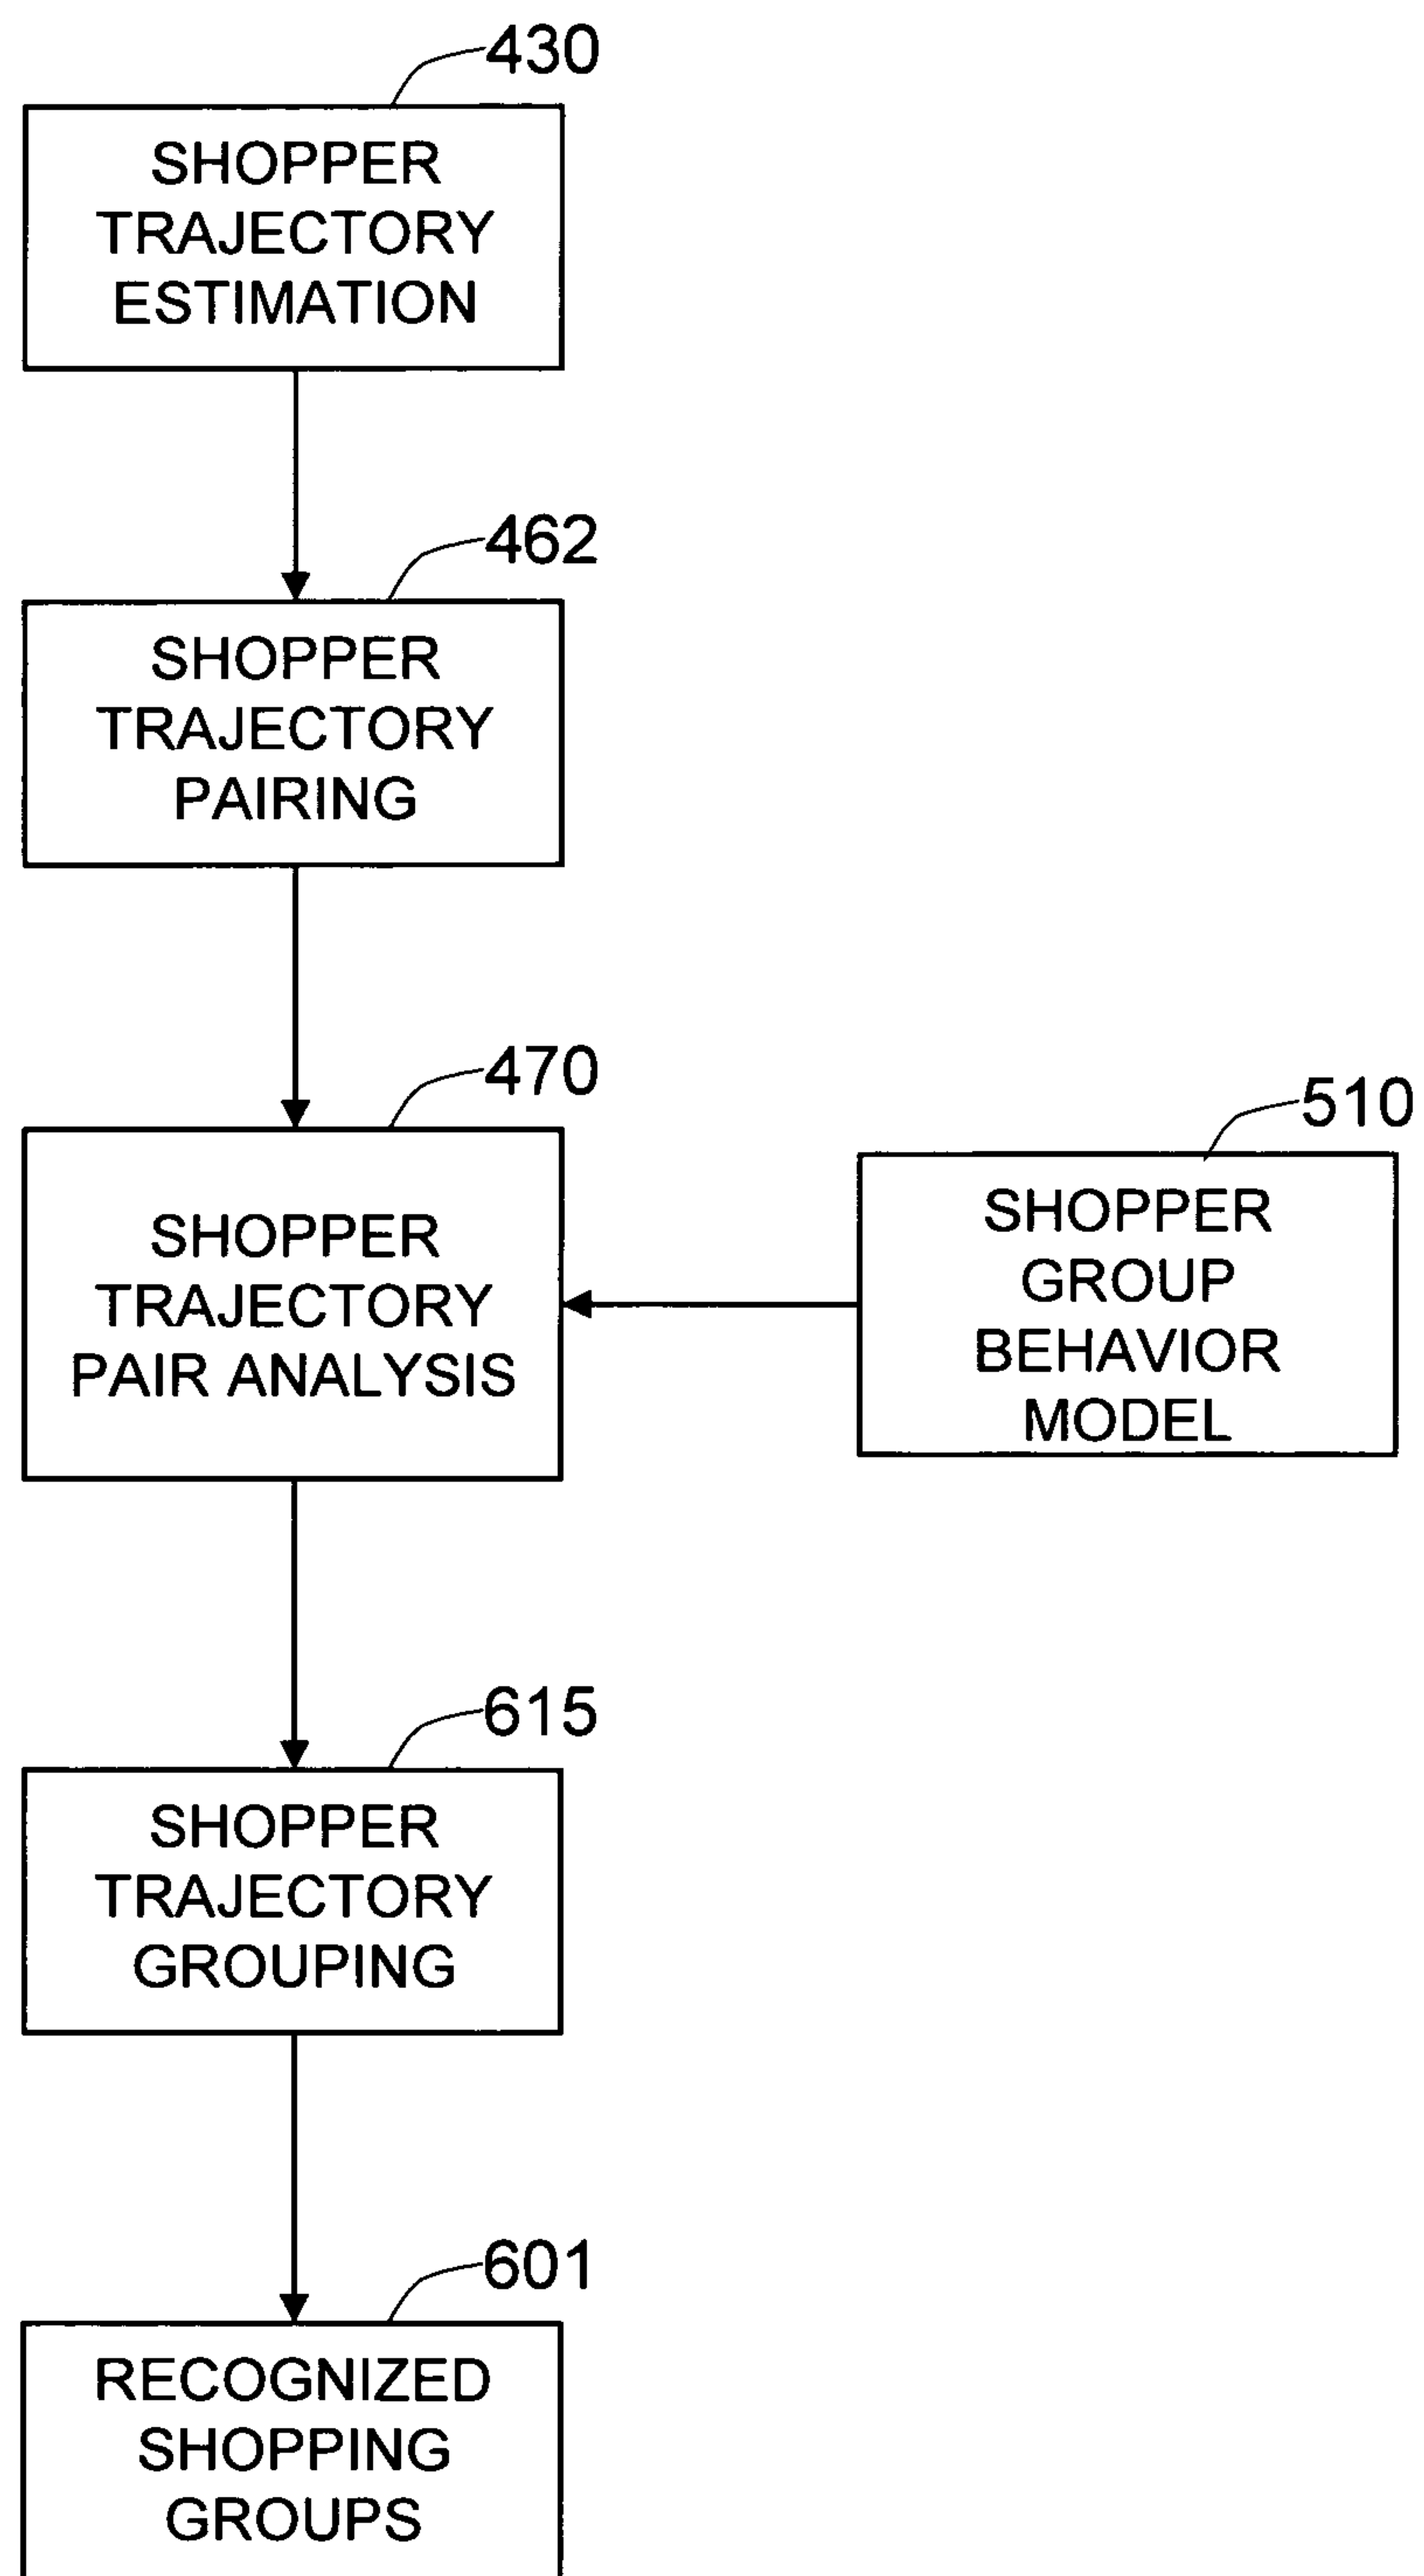 430
SHOPPER
TRAJECTORY
ESTIMATION
462
SHOPPER
TRAJECTORY
PAIRING
470
SHOPPER
TRAJECTORY
PAIR ANALYSIS
510
SHOPPER
GROUP
BEHAVIOR
MODEL
615
SHOPPER
TRAJECTORY
GROUPING
601
RECOGNIZED
SHOPPING
GROUPS